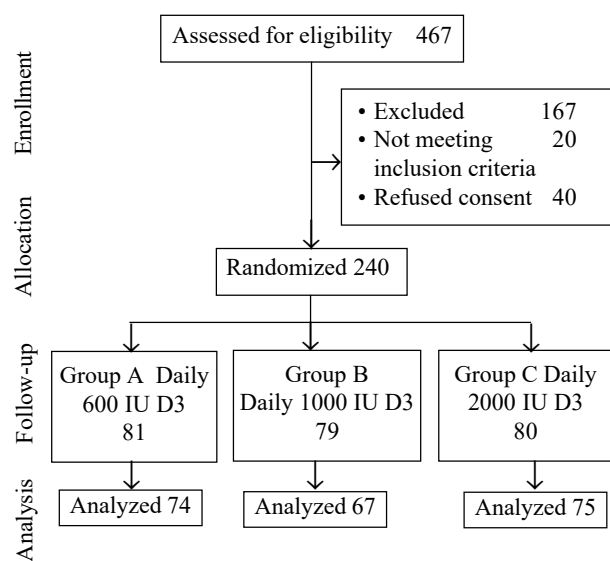 Enrollment
Assessed for eligibility 467
• Excluded 167
• Not meeting 20
inclusion criteria
• Refused consent 40
Allocation
Randomized 240
Follow-up
Group A Daily
600 IU D3
81
Group B
Daily 1000 IU D3
79
Group C Daily
2000 IU D3
80
Analysis
Analyzed 74
Analyzed 67
Analyzed 75